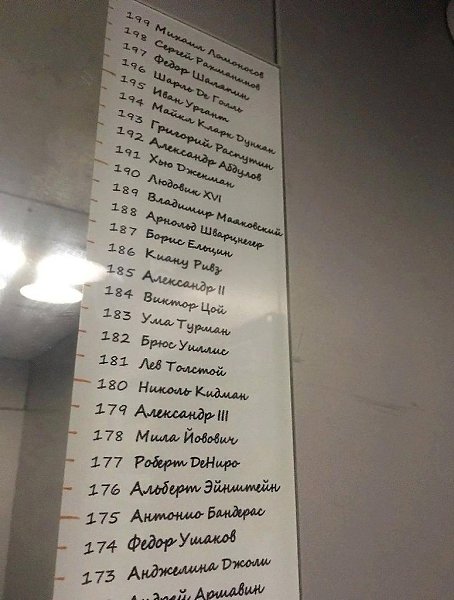 199 Михаил Ломоносов
198 Сергей Рахманинов
197 Федор Шаляпин
196 Шарль Де Голль
195 Иван Ургант
194 Майкл Кларк Дункан
193 Григорий Распутин
192 Александр Абдулов
191 Хью Джекман
190 Людовик XVI
189 Владимир Маяковский
188 Арнольд Шварцнегер
187 Борис Ельцин
186 Киану Ривз
185 Александр II
184 Виктор Цой
183 Ума Турман
182 Брюс Уиллис
181 Лев Толстой
180 Николь Кидман
179 Александр III
178 Мила Йовович
177 Роберт ДеНиро
176 Альберт Эйнштейн
175 Антонио Бандерас
174 Федор Ушаков
173 Анджелина Джоли
Андрей Аршавин